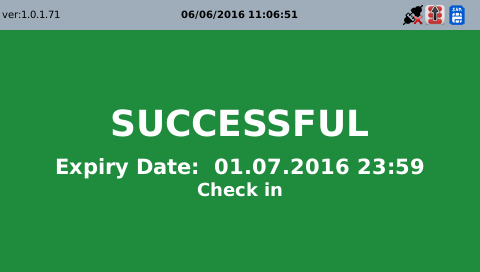 ver:1.0.1.71 06/06/2016 11:06:51
SUCCESSFUL
Expiry Date: 01.07.2016 23:59
Check in